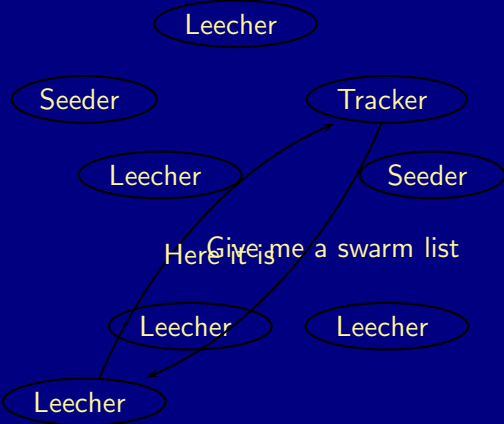 Leecher
Seeder
Tracker
Leecher
Seeder
Give me a swarm list
Here it is
Leecher
Leecher
Leecher